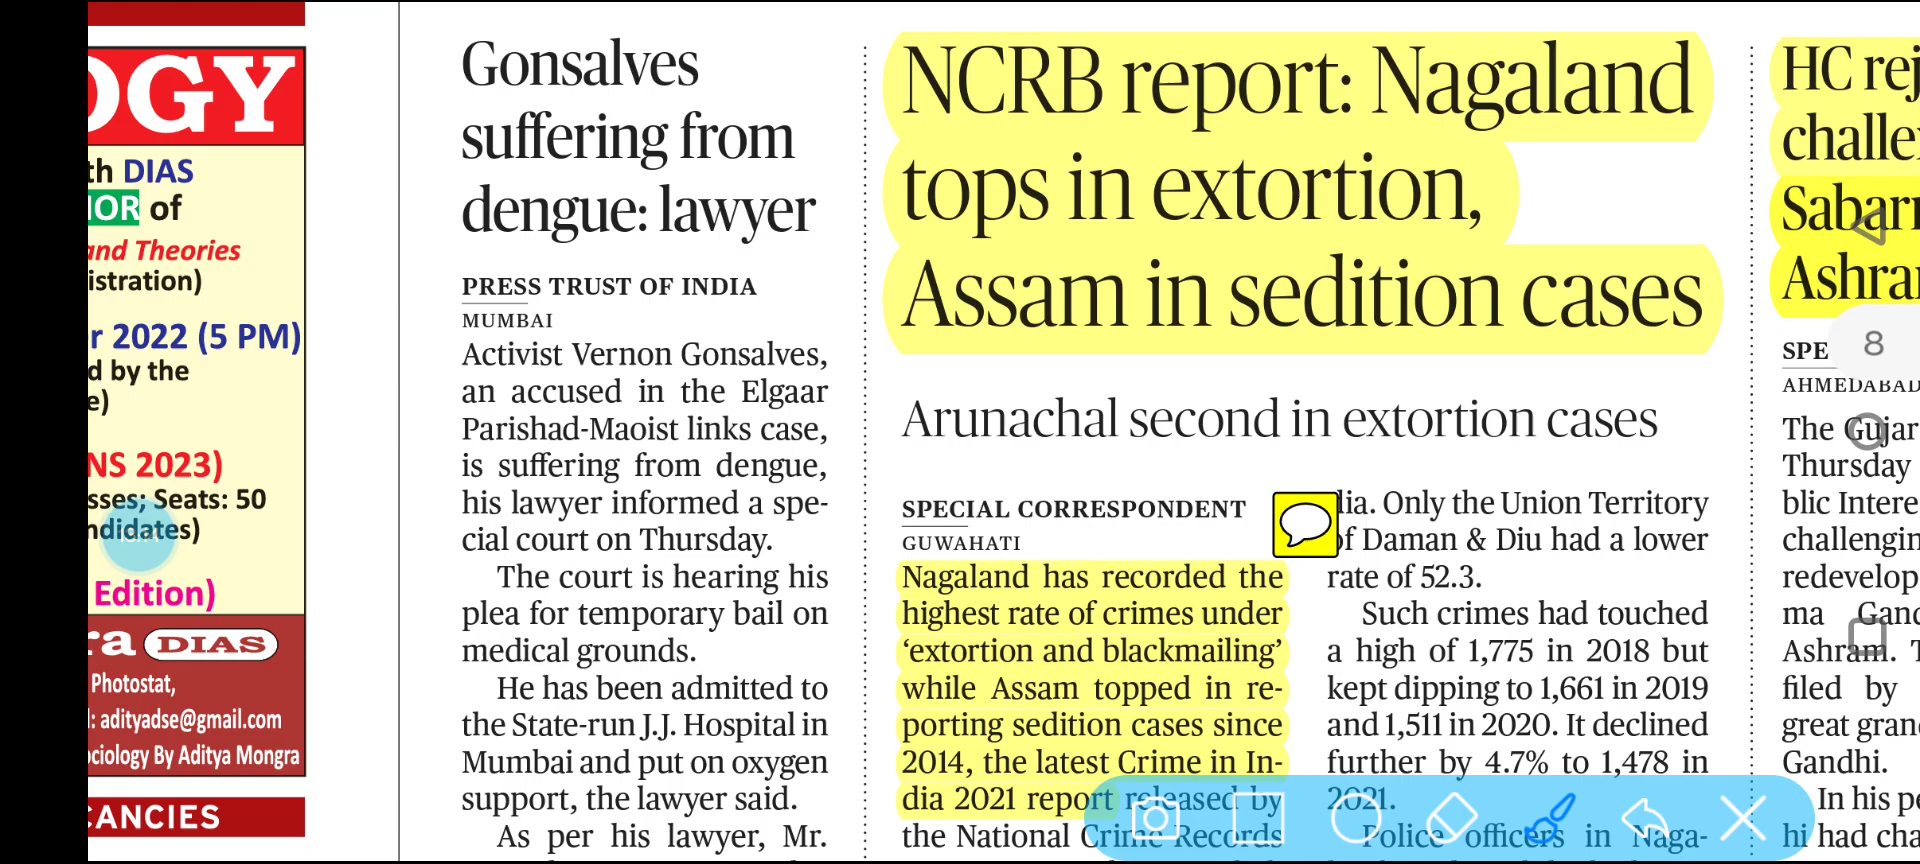 OGY
th DIAS
of
and Theories
istration)
r 2022 (5 PM)
d by the
e)
NS 2023)
sses; Seats: 50
ndidates)
Edition)
ra DIAS
Photostat,
l: adityadse@gmail.com
ciology By Aditya Mongra
CANCIES
Gonsalves
suffering from
dengue: lawyer
PRESS TRUST OF INDIA
MUMBAI
Activist Vernon Gonsalves,
an accused in the Elgaar
Parishad-Maoist links case,
is suffering from dengue,
his lawyer informed a spe-
cial court on Thursday.
The court is hearing his
plea for temporary bail on
medical grounds.
He has been admitted to
the State-run J.J. Hospital in
Mumbai and put on oxygen
support, the lawyer said.
As per his lawyer, Mr.
NCRB report: Nagaland
tops in extortion,
Assam in sedition cases
Arunachal second in extortion cases
SPECIAL CORRESPONDENT
GUWAHATI
Nagaland has recorded the
highest rate of crimes under
‘extortion and blackmailing’
while Assam topped in re-
porting sedition cases since
2014, the latest Crime in In-
dia 2021 report released by
the National Crime Records
dia. Only the Union Territory
of Daman & Diu had a lower
rate of 52.3.
Such crimes had touched
a high of 1,775 in 2018 but
kept dipping to 1,661 in 2019
and 1,511 in 2020. It declined
further by 4.7% to 1,478 in
2021.
Police officers in Naga-
HC rej
challe
Sabarm
Ashra
SPE
AHMEDABAD
The Gujar
Thursday
blic Intere
challengin
redevelop
ma Gand
Ashram. T
filed by
great gran
Gandhi.
In his pe
hi had cha
8